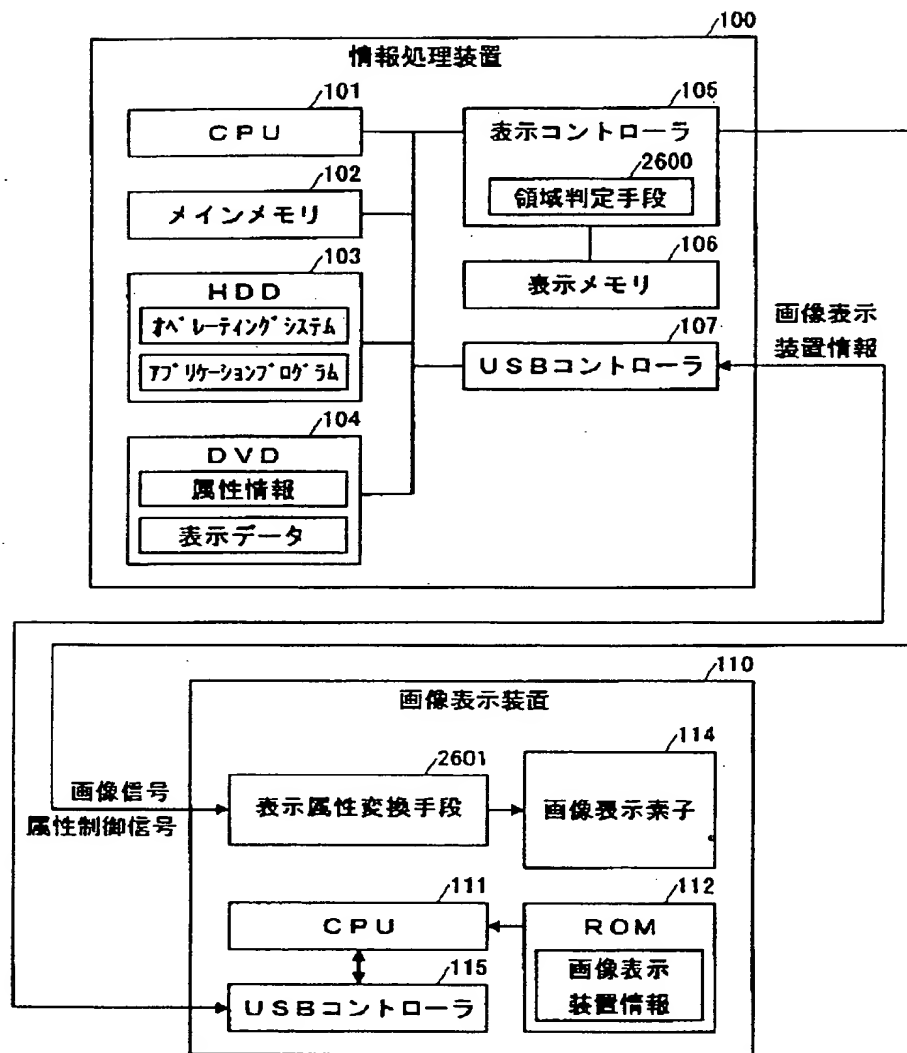 100
情報処理装置
101
CPU
102
メインメモリ
103
HDD
オペレーティングシステム
アプリケーションプログラム
104
DVD
属性情報
表示データ
105
表示コントローラ
2600
領域判定手段
106
表示メモリ
107
USBコントローラ
画像表示
装置情報
110
画像表示装置
画像信号
属性制御信号
2601
表示属性変換手段
114
画像表示素子
111
CPU
115
USBコントローラ
112
ROM
画像表示
装置情報